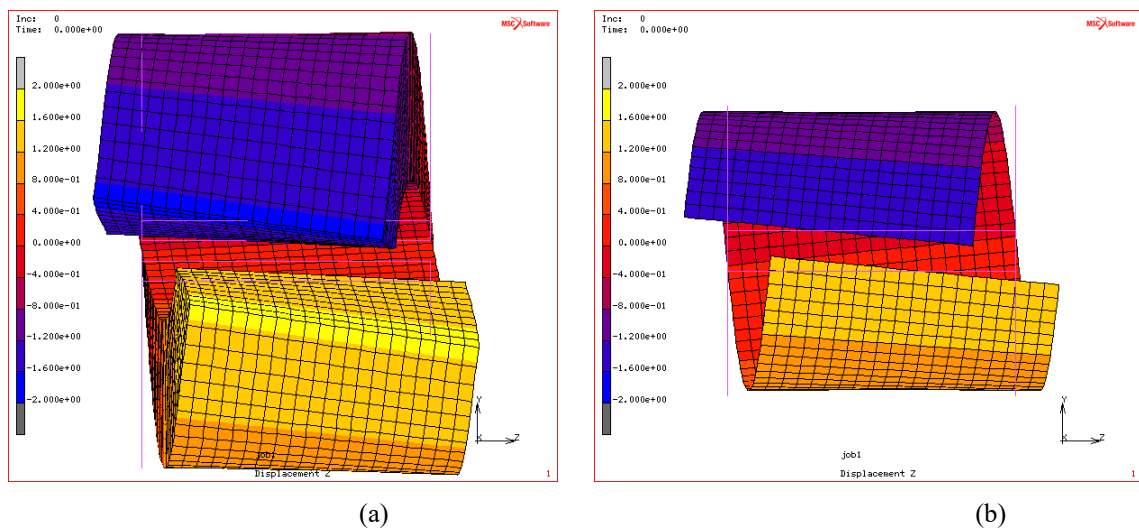 Inc: 0
Time: 0.000e+00
MSC Software
2.000e+00
1.600e+00
1.200e+00
8.000e-01
4.000e-01
0.000e+00
-4.000e-01
-8.000e-01
-1.200e+00
-1.600e+00
-2.000e+00
Y
X Z
job1
Displacement Z
1
(a)
Inc: 0
Time: 0.000e+00
MSC Software
2.000e+00
1.600e+00
1.200e+00
8.000e-01
4.000e-01
0.000e+00
-4.000e-01
-8.000e-01
-1.200e+00
-1.600e+00
-2.000e+00
Y
X Z
job1
Displacement Z
1
(b)